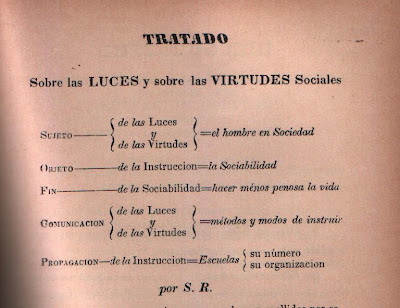 TRATADO
Sobre las LUCES y sobre las VIRTUDES Sociales
de las Luces
SUJETO { y } = el hombre en Sociedad
de las Virtudes
OBJETO — de la Instruccion = la Sociabilidad
FIN — de la Sociabilidad = hacer ménos penosa la vida
de las Luces
COMUNICACION { y } = métodos y modos de instruir
de las Virtudes
su número
PROPAGACION — de la Instruccion = Escuelas {
su organizacion
por S. R.